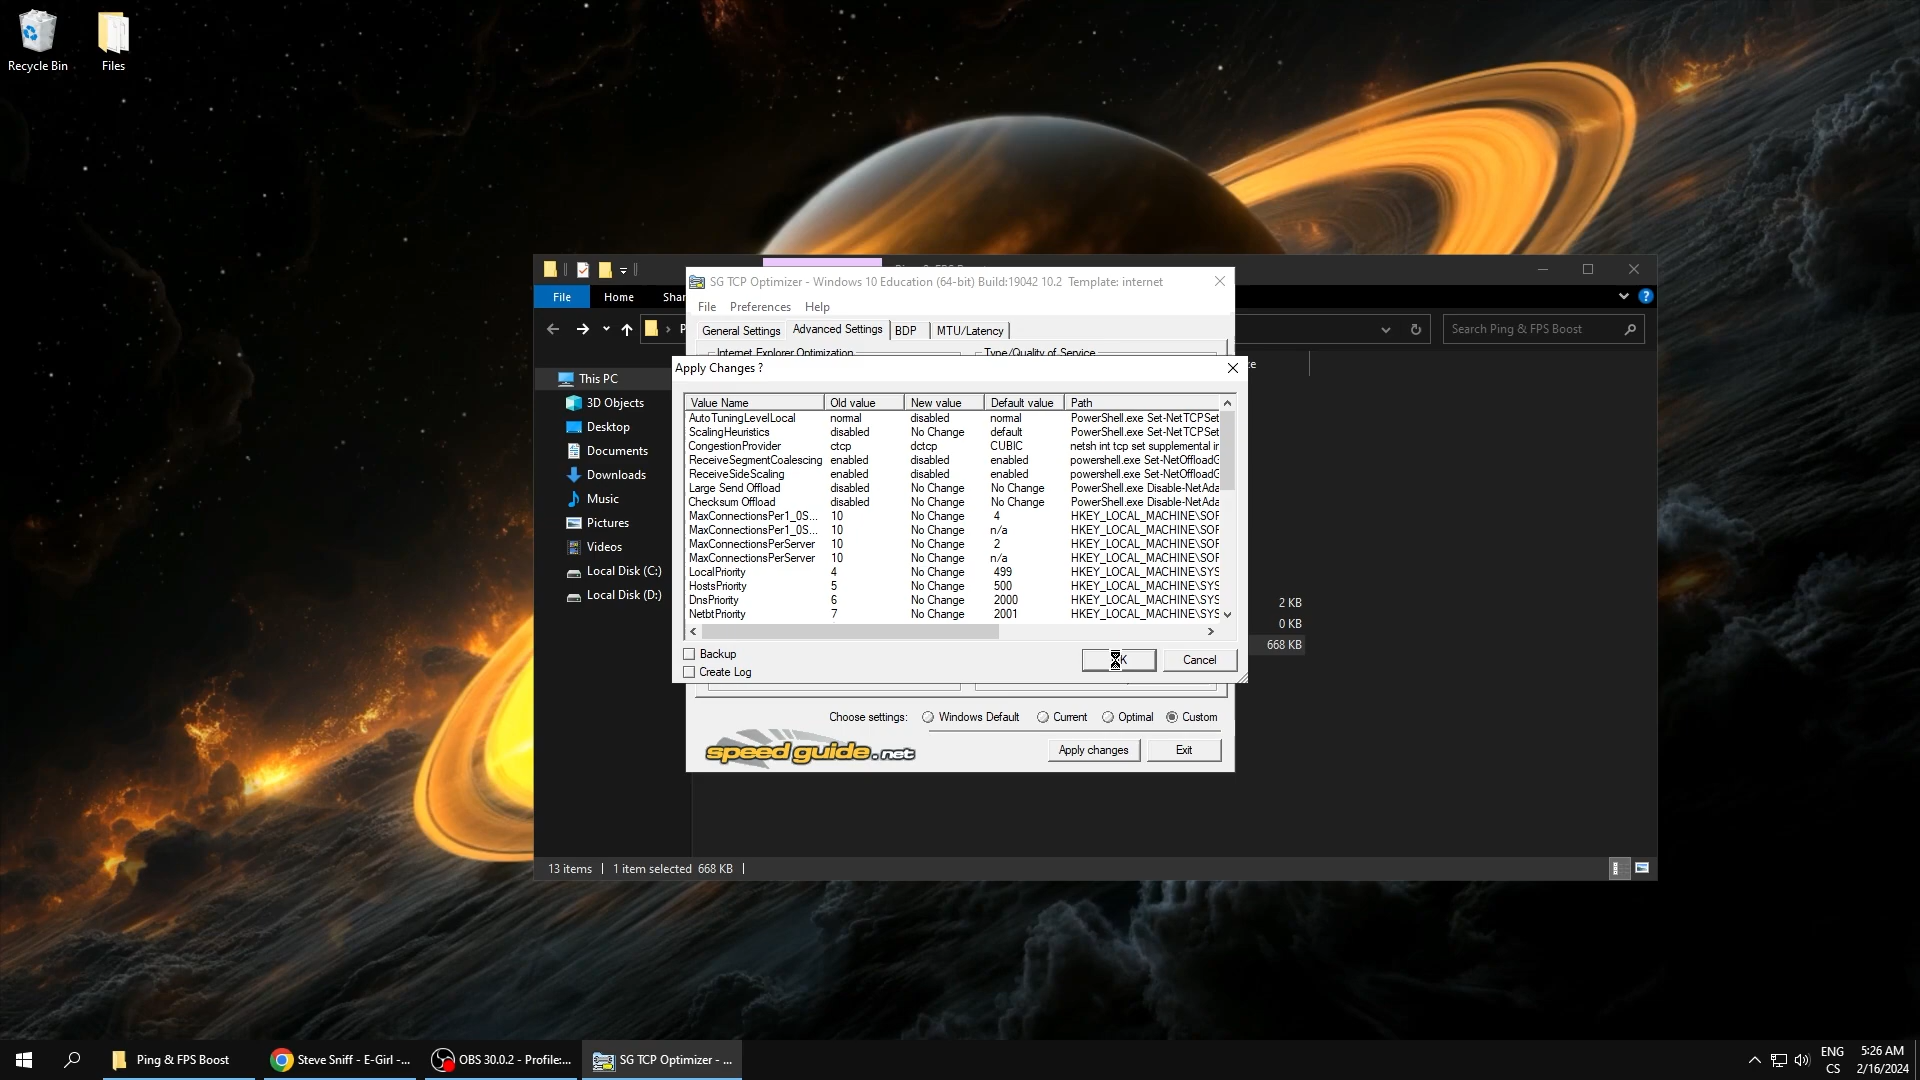 Recycle Bin
Files
SG TCP Optimizer - Windows 10 Education (64-bit) Build:19042 10.2 Template: internet
File
Home
Shar
File Preferences Help
General Settings
Advanced Settings
BDP
MTU/Latency
Search Ping & FPS Boost
Internet Explorer Optimization
Type/Quality of Service
Apply Changes ?
This PC
3D Objects
Desktop
Documents
Downloads
Music
Pictures
Videos
Local Disk (C:)
Local Disk (D:)
Value Name Old value New value Default value Path
AutoTuningLevelLocal normal disabled normal PowerShell.exe Set-NetTCPSet
ScalingHeuristics disabled No Change default PowerShell.exe Set-NetTCPSet
CongestionProvider ctcp dctcp CUBIC netsh int tcp set supplemental ir
ReceiveSegmentCoalescing enabled disabled enabled powershell.exe Set-NetOffloadG
ReceiveSideScaling enabled disabled enabled powershell.exe Set-NetOffloadG
Large Send Offload disabled No Change No Change PowerShell.exe Disable-NetAda
Checksum Offload disabled No Change No Change PowerShell.exe Disable-NetAda
MaxConnectionsPer1_0S... 10 No Change 4 HKEY_LOCAL_MACHINE\SOF
MaxConnectionsPer1_0S... 10 No Change n/a HKEY_LOCAL_MACHINE\SOF
MaxConnectionsPerServer 10 No Change 2 HKEY_LOCAL_MACHINE\SOF
MaxConnectionsPerServer 10 No Change n/a HKEY_LOCAL_MACHINE\SOF
LocalPriority 4 No Change 499 HKEY_LOCAL_MACHINE\SYS
HostsPriority 5 No Change 500 HKEY_LOCAL_MACHINE\SYS
DnsPriority 6 No Change 2000 HKEY_LOCAL_MACHINE\SYS
NetbtPriority 7 No Change 2001 HKEY_LOCAL_MACHINE\SYS
2 KB
0 KB
668 KB
Backup
Create Log
Cancel
Choose settings: Windows Default Current Optimal Custom
speedguide.net
Apply changes
Exit
13 items
1 item selected 668 KB
Ping & FPS Boost
Steve Sniff - E-Girl -...
OBS 30.0.2 - Profile:...
SG TCP Optimizer - ...
ENG
CS
5:26 AM
2/16/2024